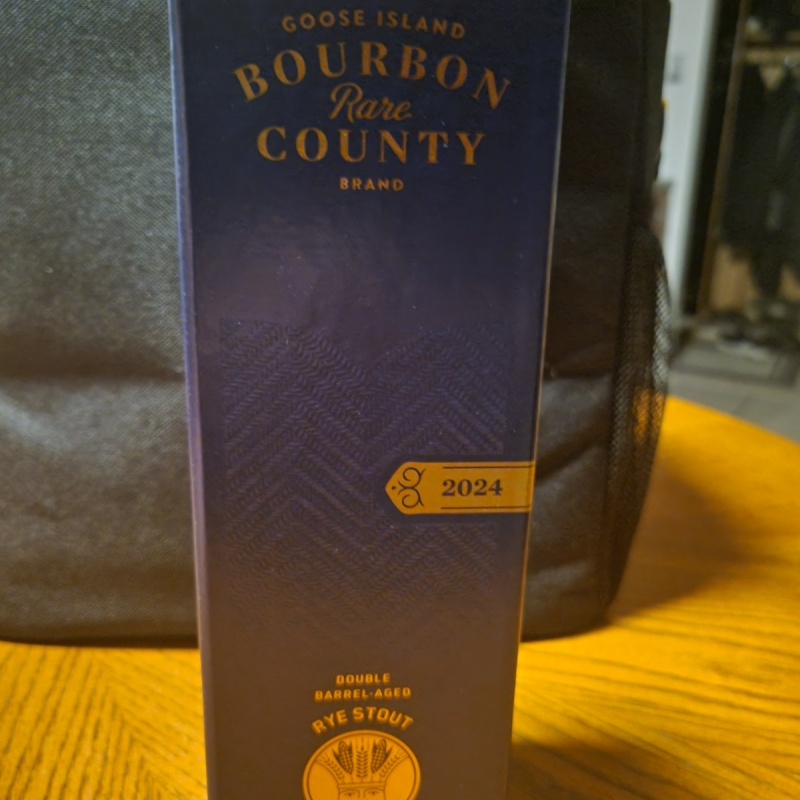 GOOSE ISLAND
BOURBON
Rare
COUNTY
BRAND
2024
DOUBLE
BARREL-AGED
RYE STOUT